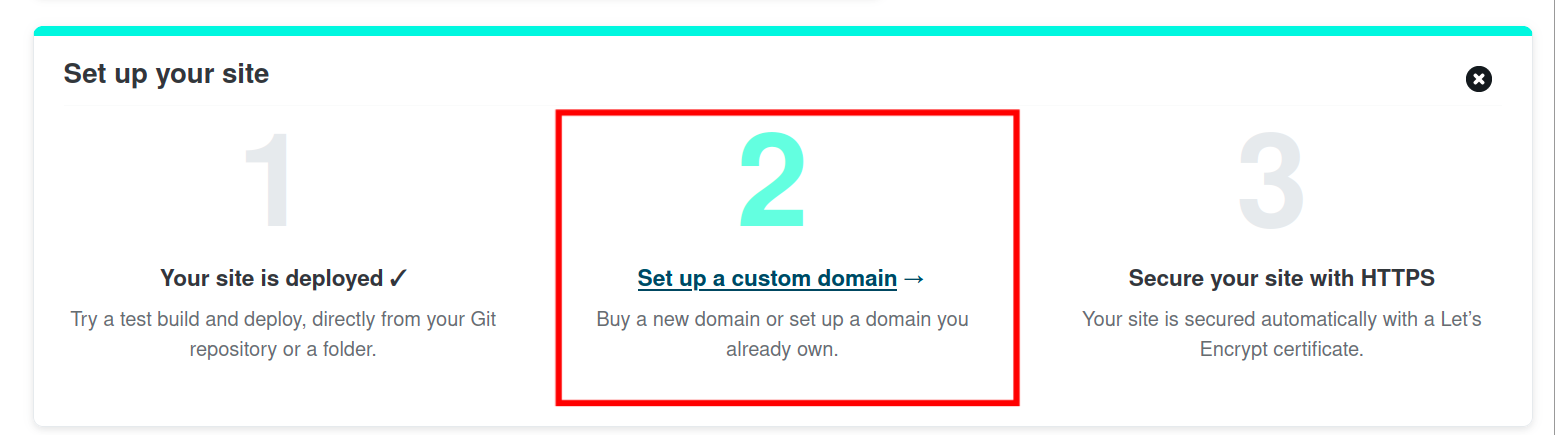 Set up your site
1
Your site is deployed ✓
Try a test build and deploy, directly from your Git
repository or a folder.
2
Set up a custom domain →
Buy a new domain or set up a domain you
already own.
3
Secure your site with HTTPS
Your site is secured automatically with a Let’s
Encrypt certificate.